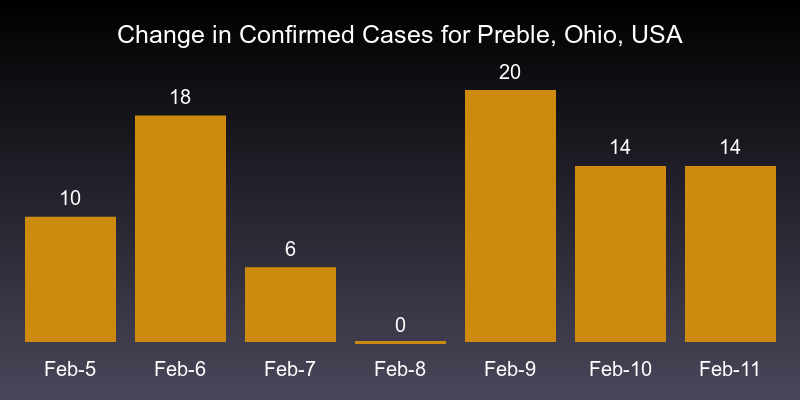 Change in Confirmed Cases for Preble, Ohio, USA
20
18
14
14
10
6
0
Feb-5
Feb-6
Feb-7
Feb-8
Feb-9
Feb-10
Feb-11